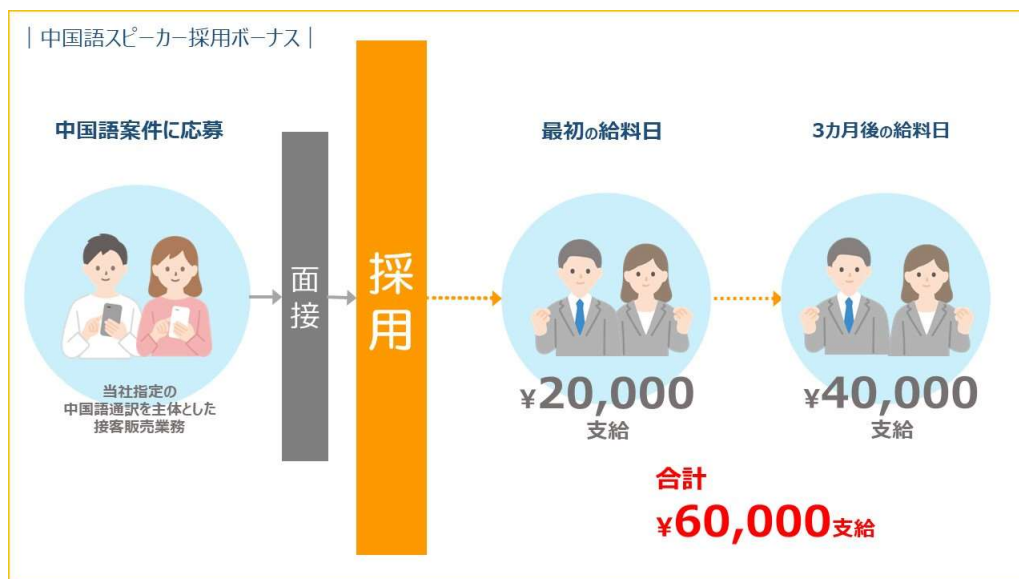 ｜中国語スピーカー採用ボーナス｜
中国語案件に応募
当社指定の
中国語通訳を主体とした
接客販売業務
面接
採用
最初の給料日
¥20,000
支給
3カ月後の給料日
¥40,000
支給
合計
¥60,000支給